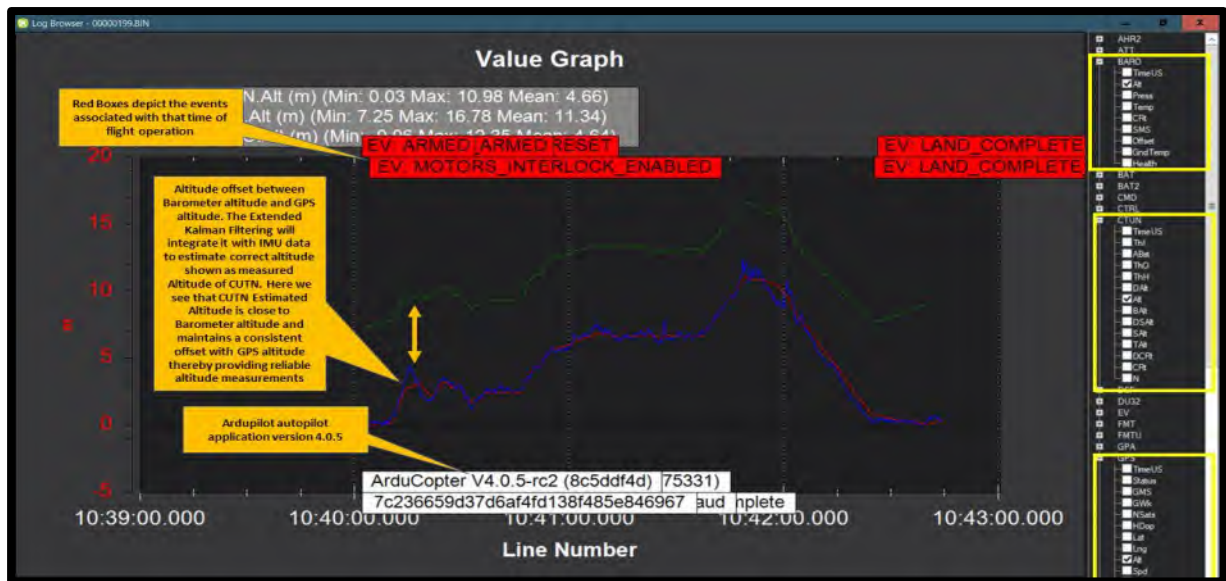 Log Browser - 00000199.BIN
Value Graph
N.Alt (m) (Min: 0.03 Max: 10.98 Mean: 4.66)
.Alt (m) (Min: 7.25 Max: 16.78 Mean: 11.34)
Red Boxes depict the events
associated with that time of
flight operation
EV: ARMED
ARMED
RESET
EV: MOTORS_INTERLOCK_ENABLED
EV: LAND_COMPLETE
EV: LAND_COMPLETE
Altitude offset between
Barometer altitude and GPS
altitude. The Extended
Kalman Filtering will
integrate it with IMU data
to estimate correct altitude
shown as measured
Altitude of CUTN. Here we
see that CUTN Estimated
Altitude is close to
Barometer altitude and
maintains a consistent
offset with GPS altitude
thereby providing reliable
altitude measurements
Ardupilot autopilot
application version 4.0.5
20
15
10
5
0
-5
ArduCopter V4.0.5-rc2 (8c5ddf4d)
75331)
7c236659d37d6af4fd138f485e846967
aud
nplete
10:39:00.000
10:40:00.000
10:41:00.000
10:42:00.000
10:43:00.000
Line Number
AHR2
ATT
BARO
TimeUS
Alt
Press
Temp
CRt
SMS
Offset
GndTemp
Health
BAT
BAT2
CMD
CTRL
CTUN
TimeUS
ThI
ABst
ThO
ThH
DAlt
Alt
BAlt
DSAlt
SAlt
TAlt
DCRt
CRt
N
DU32
EV
FMT
FMTU
GPA
GPS
TimeUS
Status
GMS
GWk
NSats
HDop
Lat
Lng
Alt
Spd